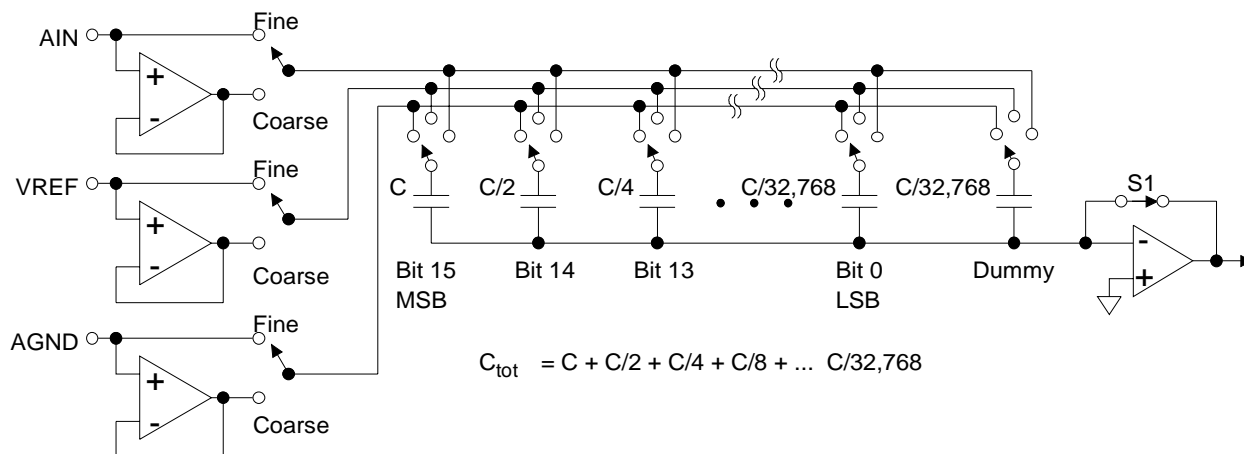 AIN
Fine
+
-
Coarse
VREF
Fine
+
-
Coarse
AGND
Fine
+
-
Coarse
C C/2 C/4 C/32,768 C/32,768
S1
-
+
Bit 15 Bit 14 Bit 13 Bit 0 Dummy
MSB LSB
Ctot = C + C/2 + C/4 + C/8 + ... C/32,768